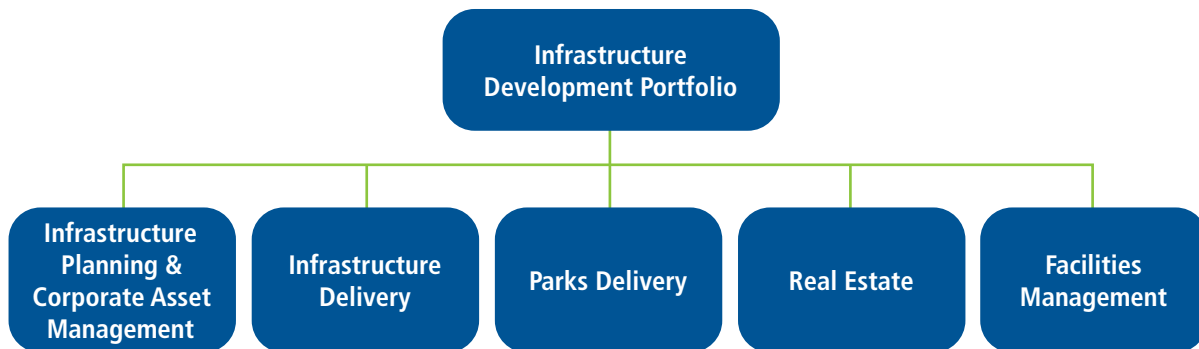 Infrastructure
Development Portfolio
Infrastructure
Planning &
Corporate Asset
Management
Infrastructure
Delivery
Parks Delivery
Real Estate
Facilities
Management